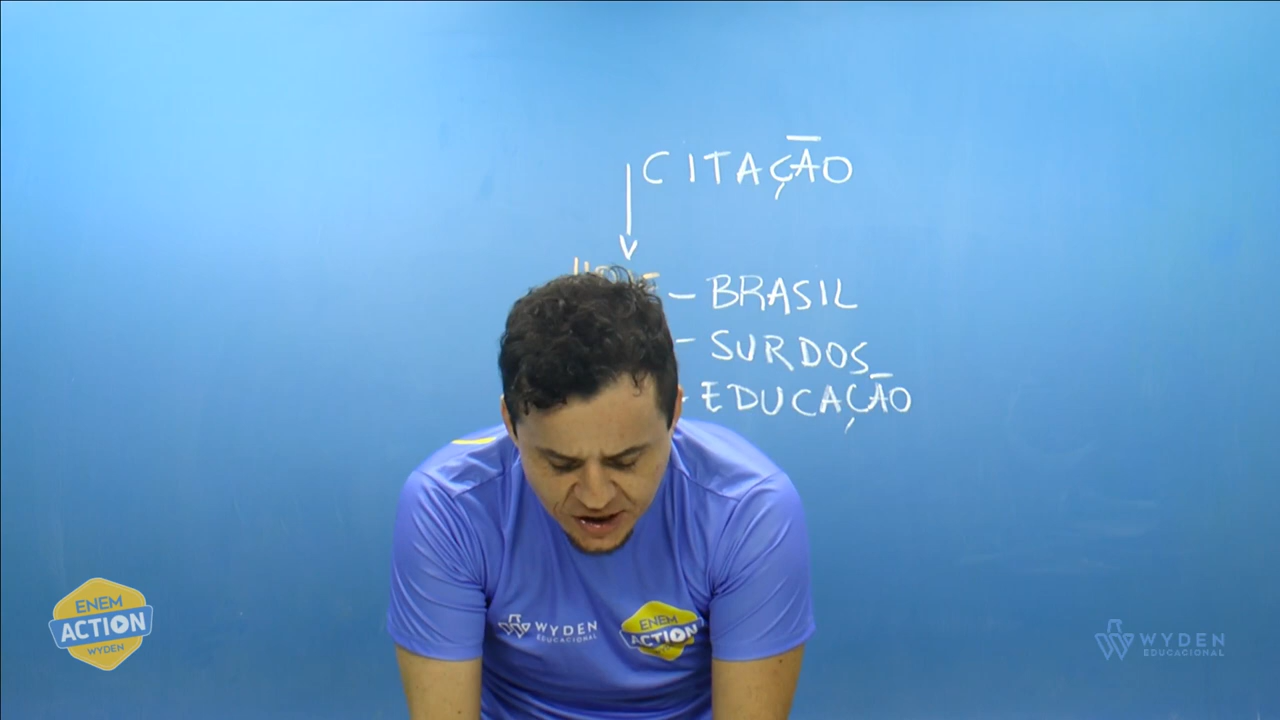 CITAÇÃO
- BRASIL
- SURDOS
- EDUCAÇÃO
WYDEN
EDUCACIONAL
ENEM
ACTION
ENEM
ACTION
WYDEN
WYDEN
EDUCACIONAL